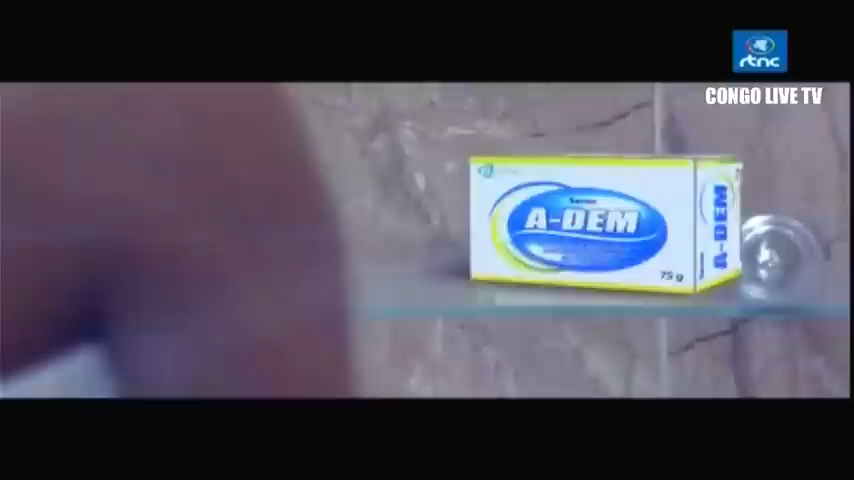 rtnc
CONGO LIVE TV
Savon
A-DEM
75 g
A-DEM